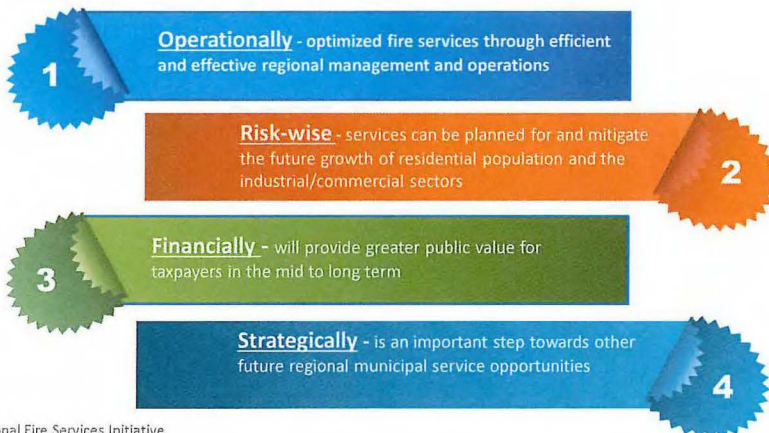 1
Operationally - optimized fire services through efficient
and effective regional management and operations
Risk-wise - services can be planned for and mitigate
the future growth of residential population and the
industrial/commercial sectors
2
Financially - will provide greater public value for
taxpayers in the mid to long term
3
Strategically - is an important step towards other
future regional municipal service opportunities
4
Fire Services Initiative